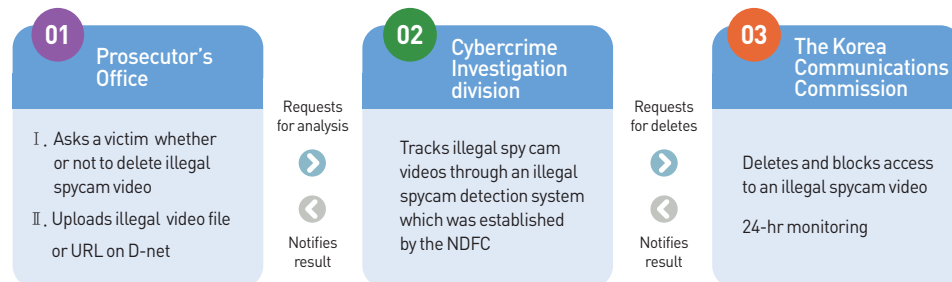 01
Prosecutor's
Office
Ⅰ. Asks a victim whether
or not to delete illegal
spycam video
Ⅱ. Uploads illegal video file
or URL on D-net
Requests
for analysis
Notifies
result
02
Cybercrime
Investigation
division
Tracks illegal spy cam
videos through an illegal
spycam detection system
which was established
by the NDFC
Requests
for deletes
Notifies
result
03
The Korea
Communications
Commission
Deletes and blocks access
to an illegal spycam video
24-hr monitoring